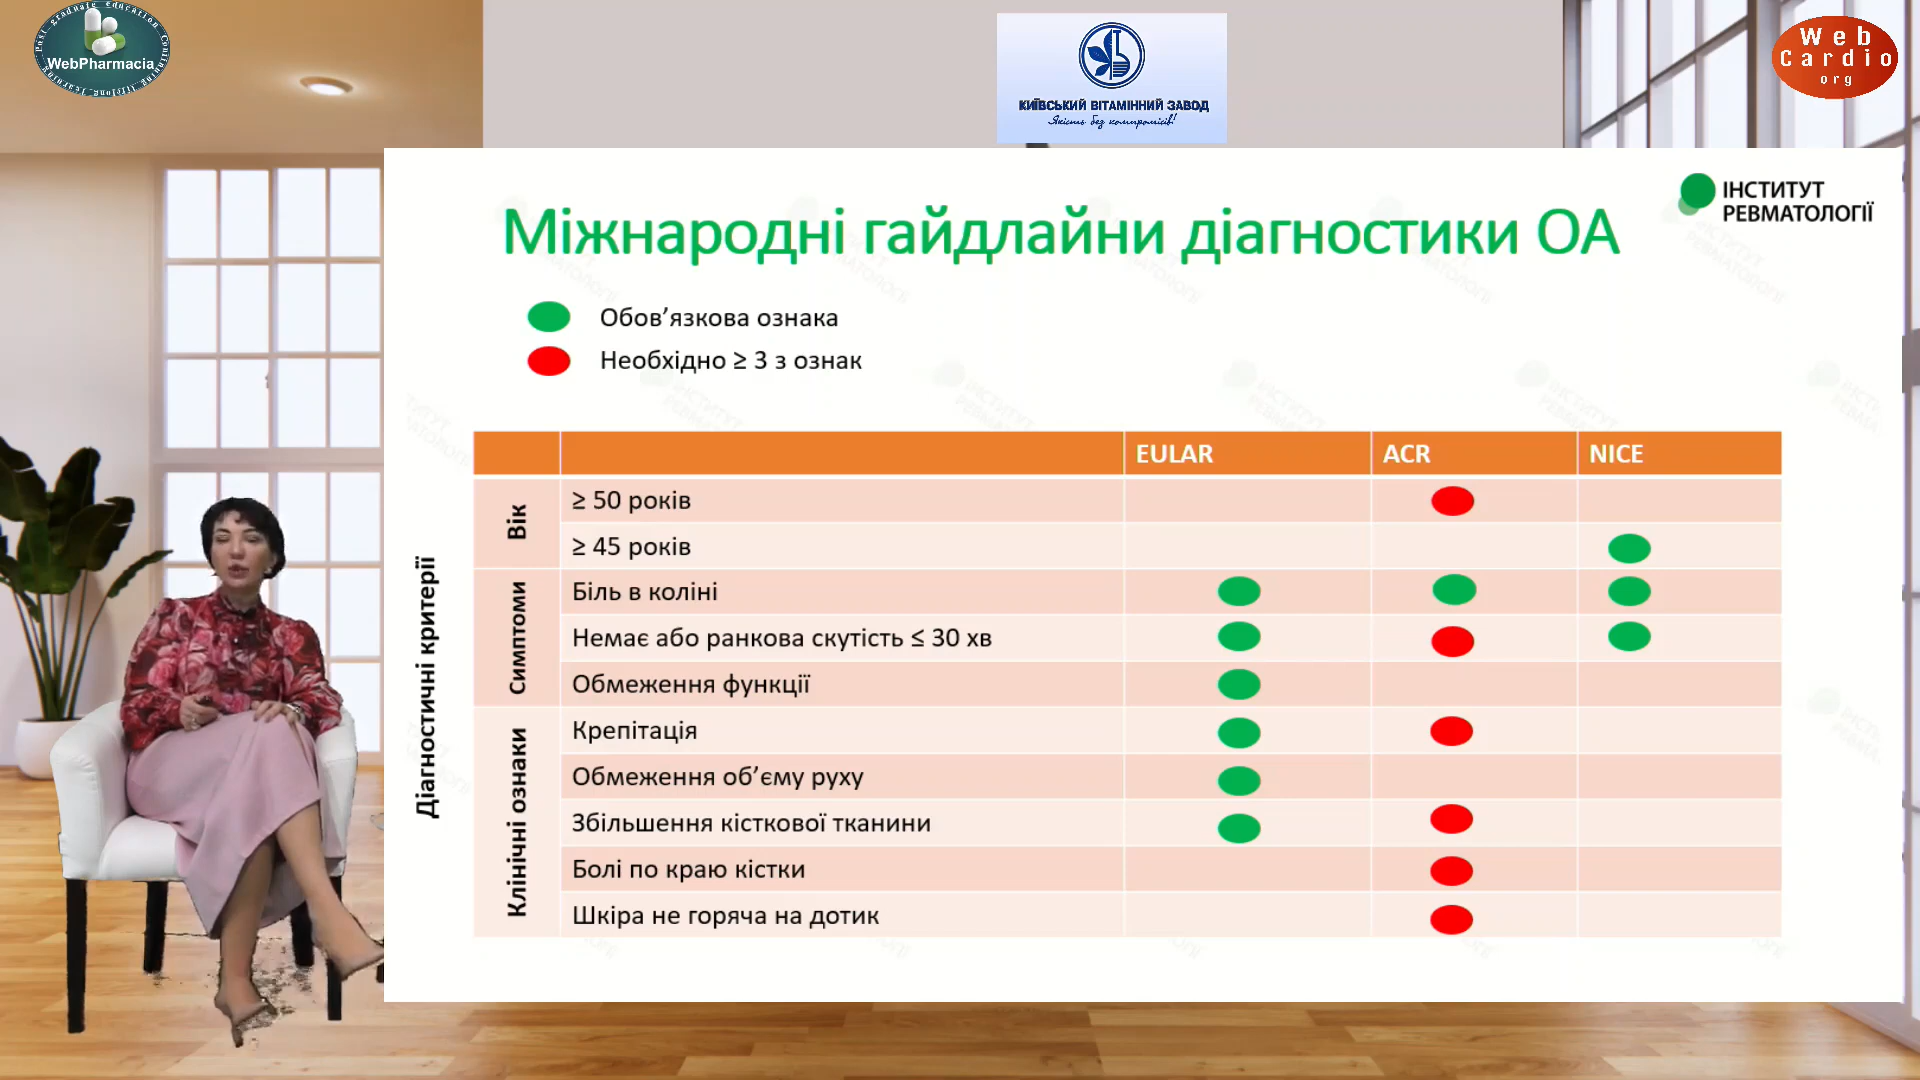 WebPharmacia
КИЇВСЬКИЙ ВІТАМІННИЙ ЗАВОД
Якість без компромісів!
Web
Cardio
org
ІНСТИТУТ
РЕВМАТОЛОГІЇ
Міжнародні гайдлайни діагностики ОА
Обов’язкова ознака
Необхідно ≥ 3 з ознак
EULAR ACR NICE
Діагностичні критерії
Вік
≥ 50 років
≥ 45 років
Симптоми
Біль в коліні
Немає або ранкова скутість ≤ 30 хв
Обмеження функції
Клінічні ознаки
Крепітація
Обмеження об’єму руху
Збільшення кісткової тканини
Болі по краю кістки
Шкіра не горяча на дотик